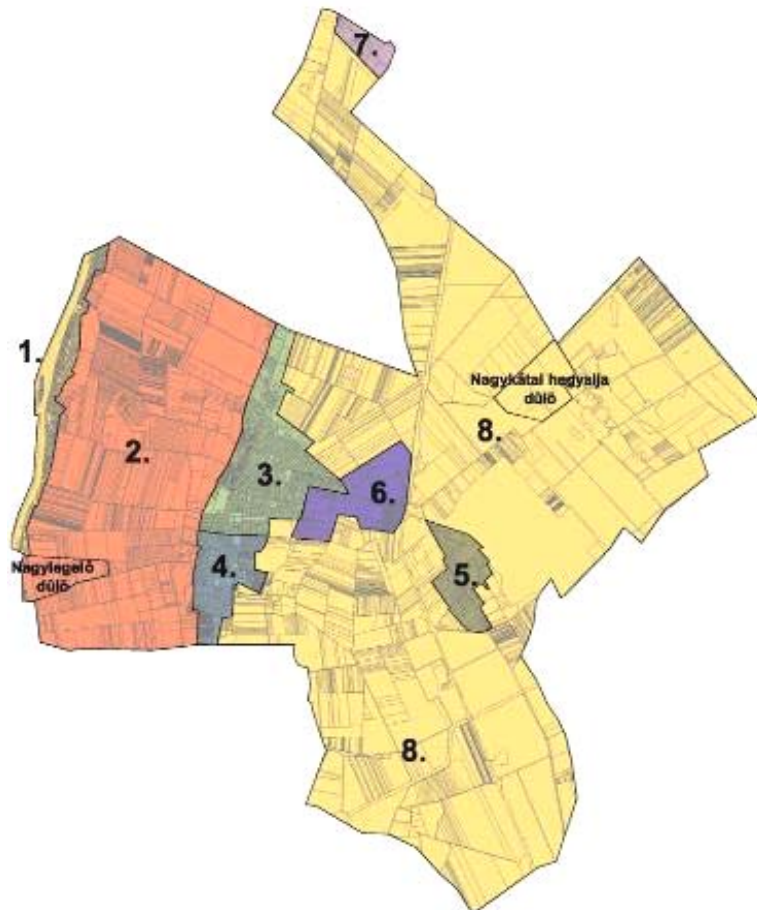 7.
1.
Nagykátai hegyalja
dűlő
8.
2.
3.
6.
Nagylegelő
dűlő
4.
5.
8.